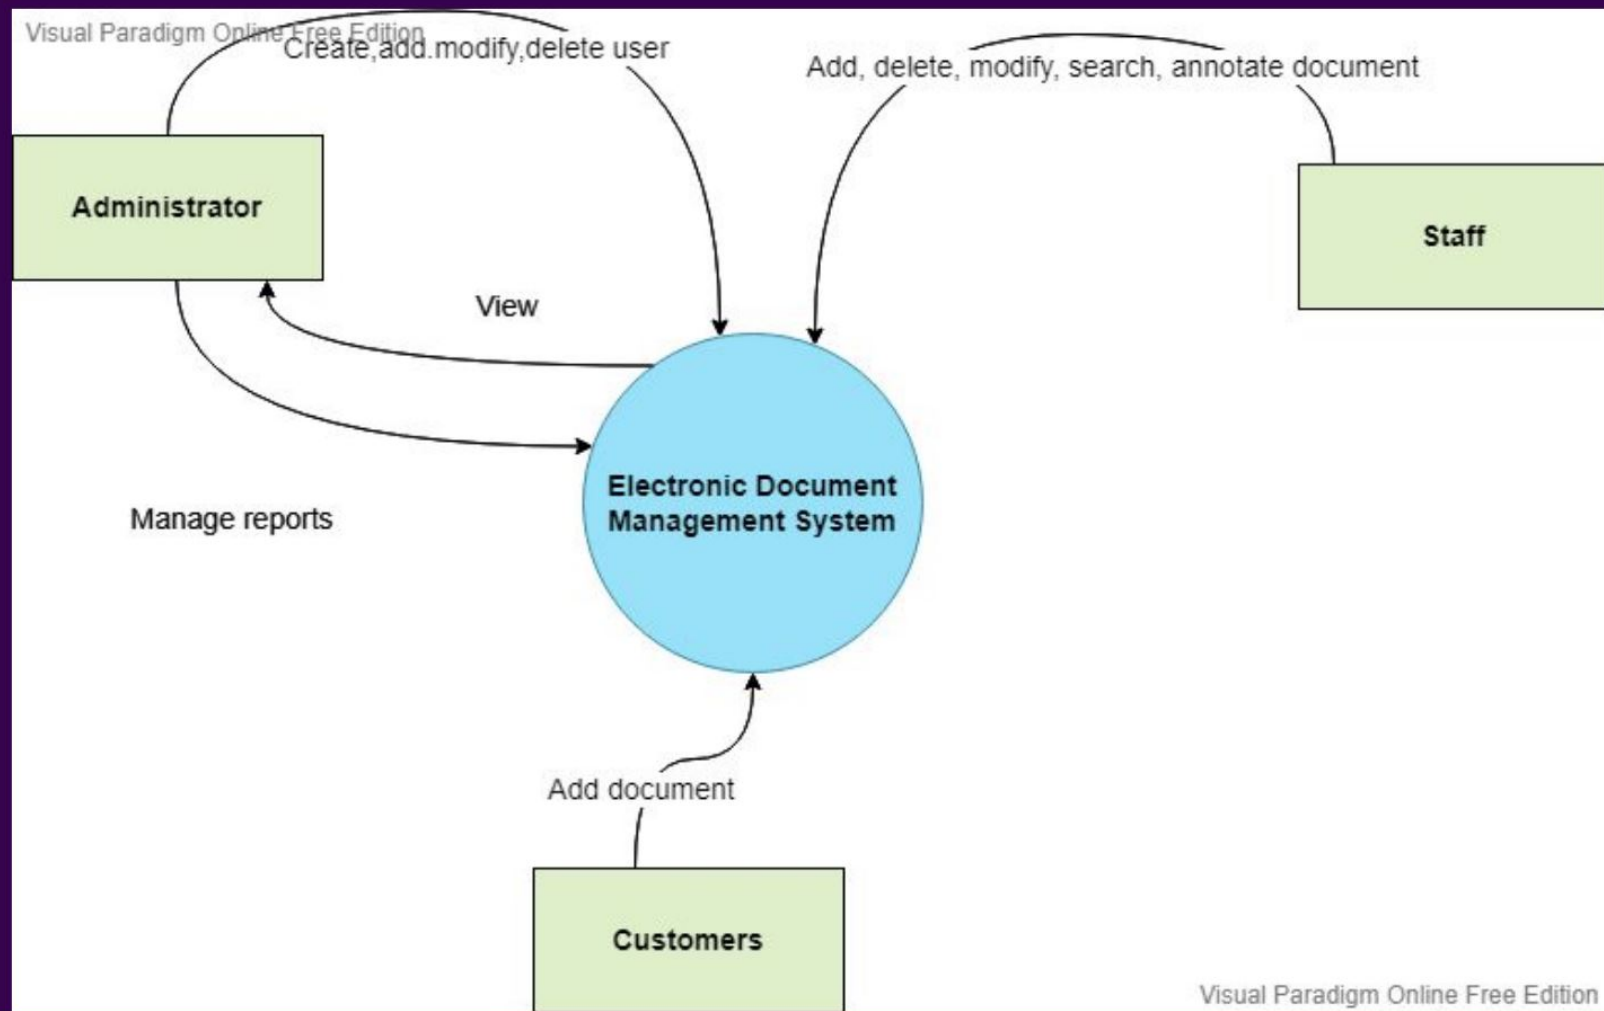 Visual Paradigm Online Free Edition
Create,add.modify,delete user
Add, delete, modify, search, annotate document
Administrator
Staff
View
Electronic Document
Management System
Manage reports
Add document
Customers
Visual Paradigm Online Free Edition